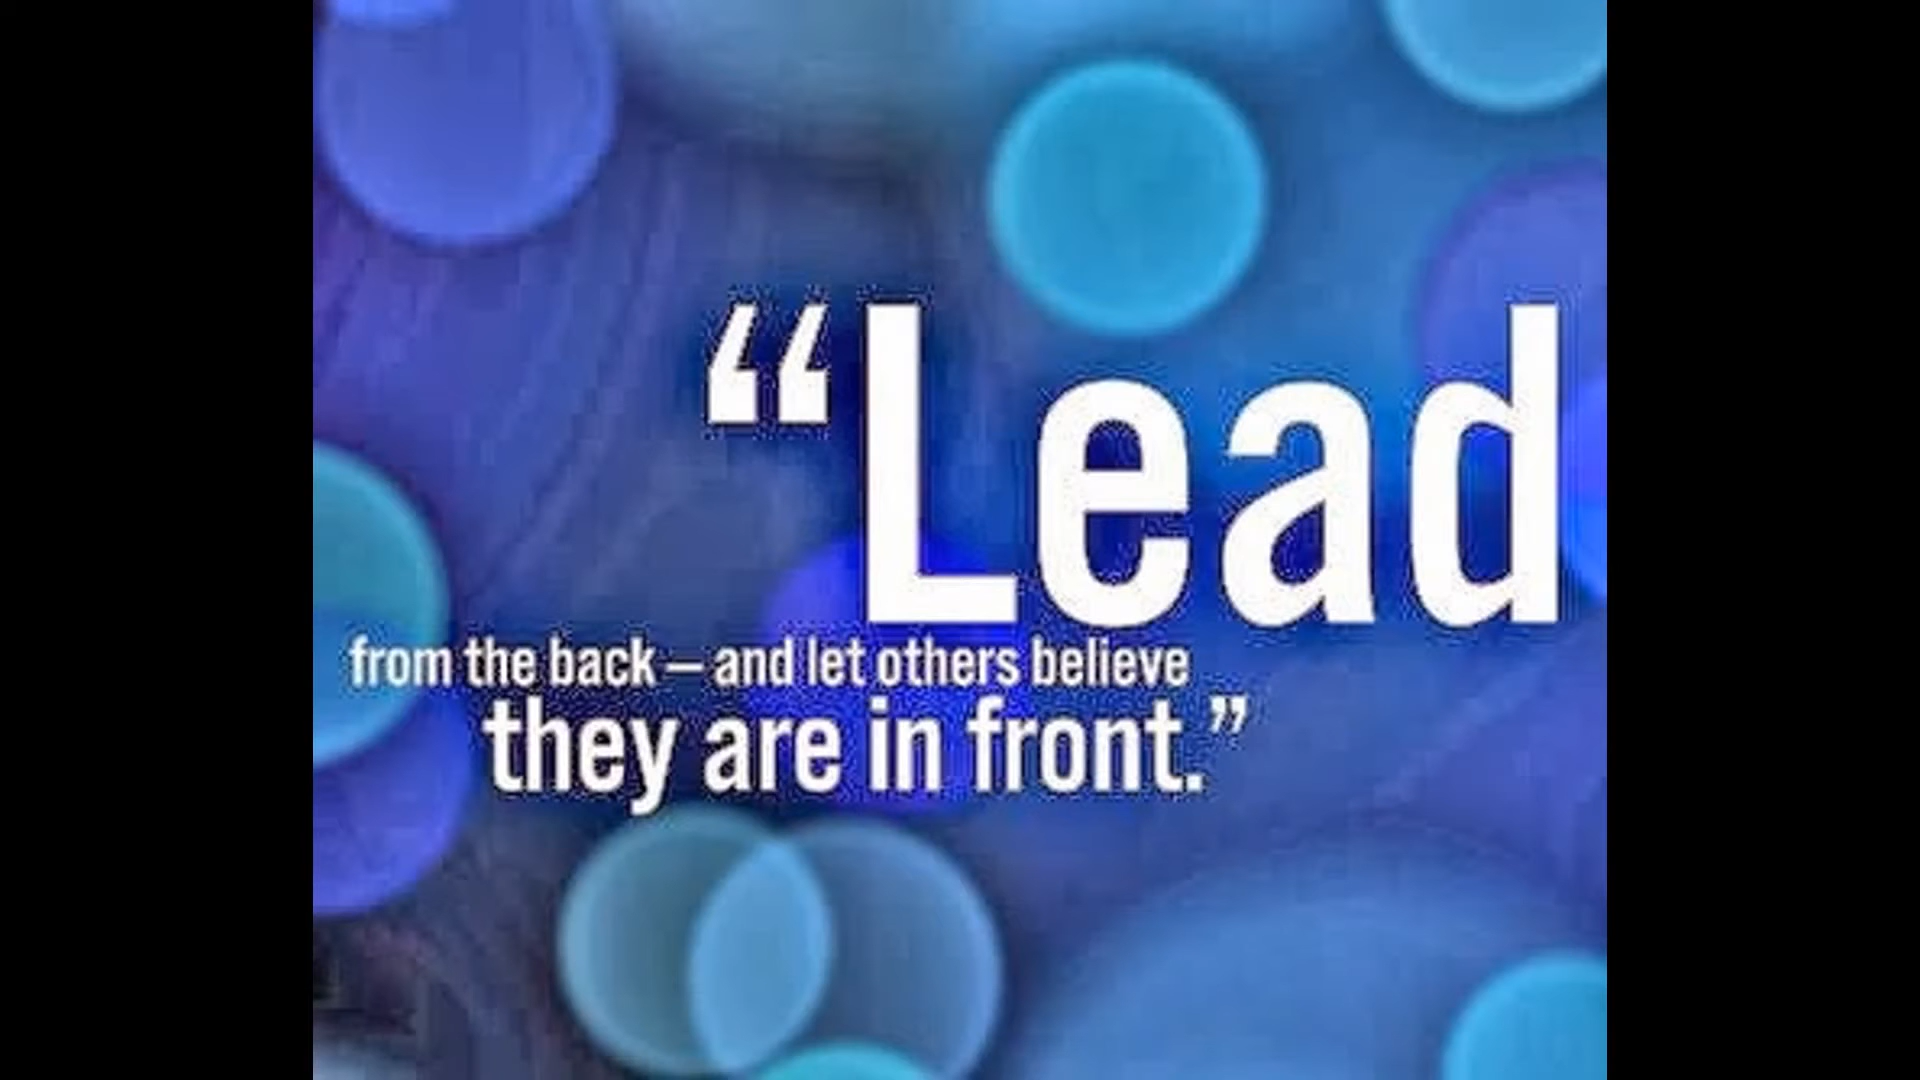 “Lead
from the back – and let others believe
they are in front.”